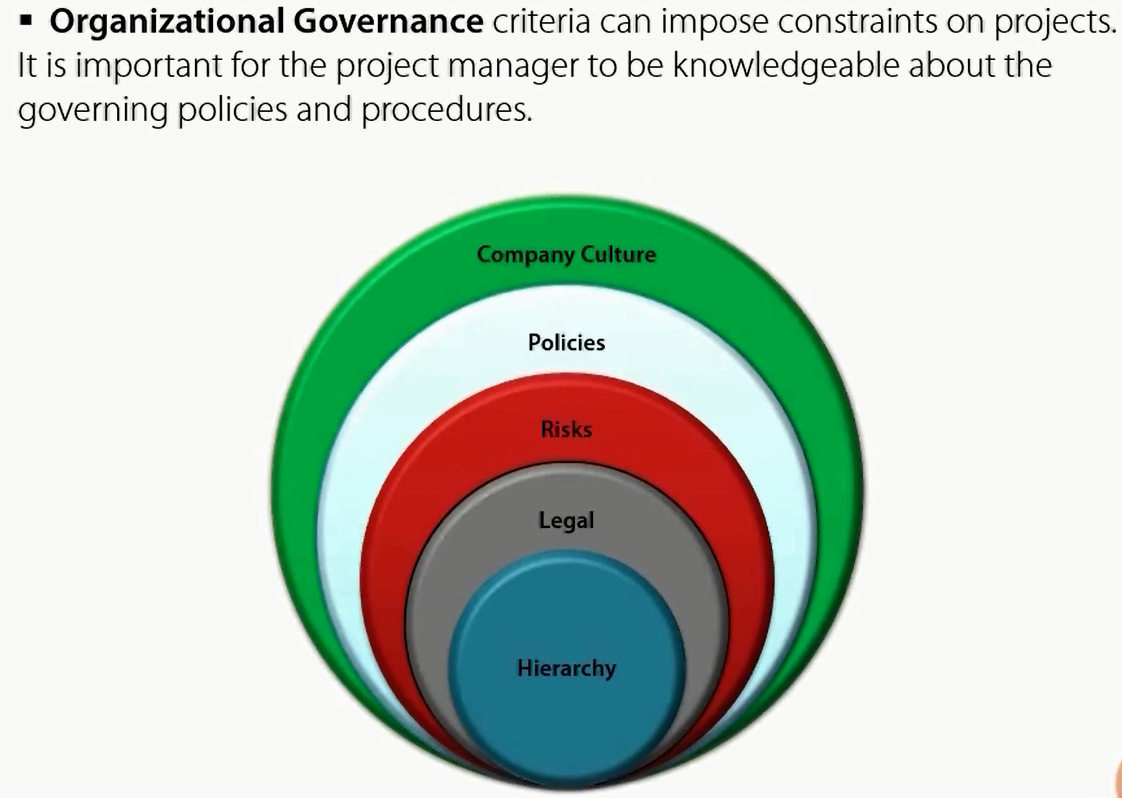 ▪ Organizational Governance criteria can impose constraints on projects.
It is important for the project manager to be knowledgeable about the
governing policies and procedures.
Company Culture
Policies
Risks
Legal
Hierarchy